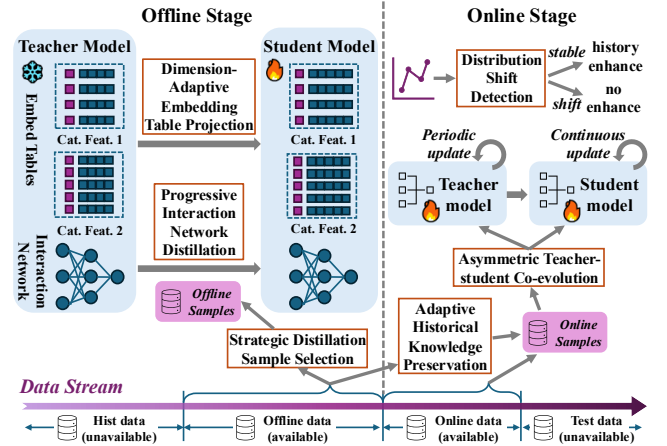 Offline Stage
Online Stage
Teacher Model
Student Model
Embed Tables
Cat. Feat. 1
Cat. Feat. 2
Interaction
Network
Dimension-
Adaptive
Embedding
Table Projection
Progressive
Interaction
Network
Distillation
Cat. Feat. 1
Cat. Feat. 2
Offline
Samples
Strategic Distillation
Sample Selection
Distribution
Shift
Detection
stable
history
enhance
shift
no
enhance
Periodic
update
Continuous
update
Teacher
model
Student
model
Asymmetric Teacher-
student Co-evolution
Adaptive
Historical
Knowledge
Preservation
Online
Samples
Data Stream
Hist data
(unavailable)
Offline data
(available)
Online data
(available)
Test data
(unavailable)